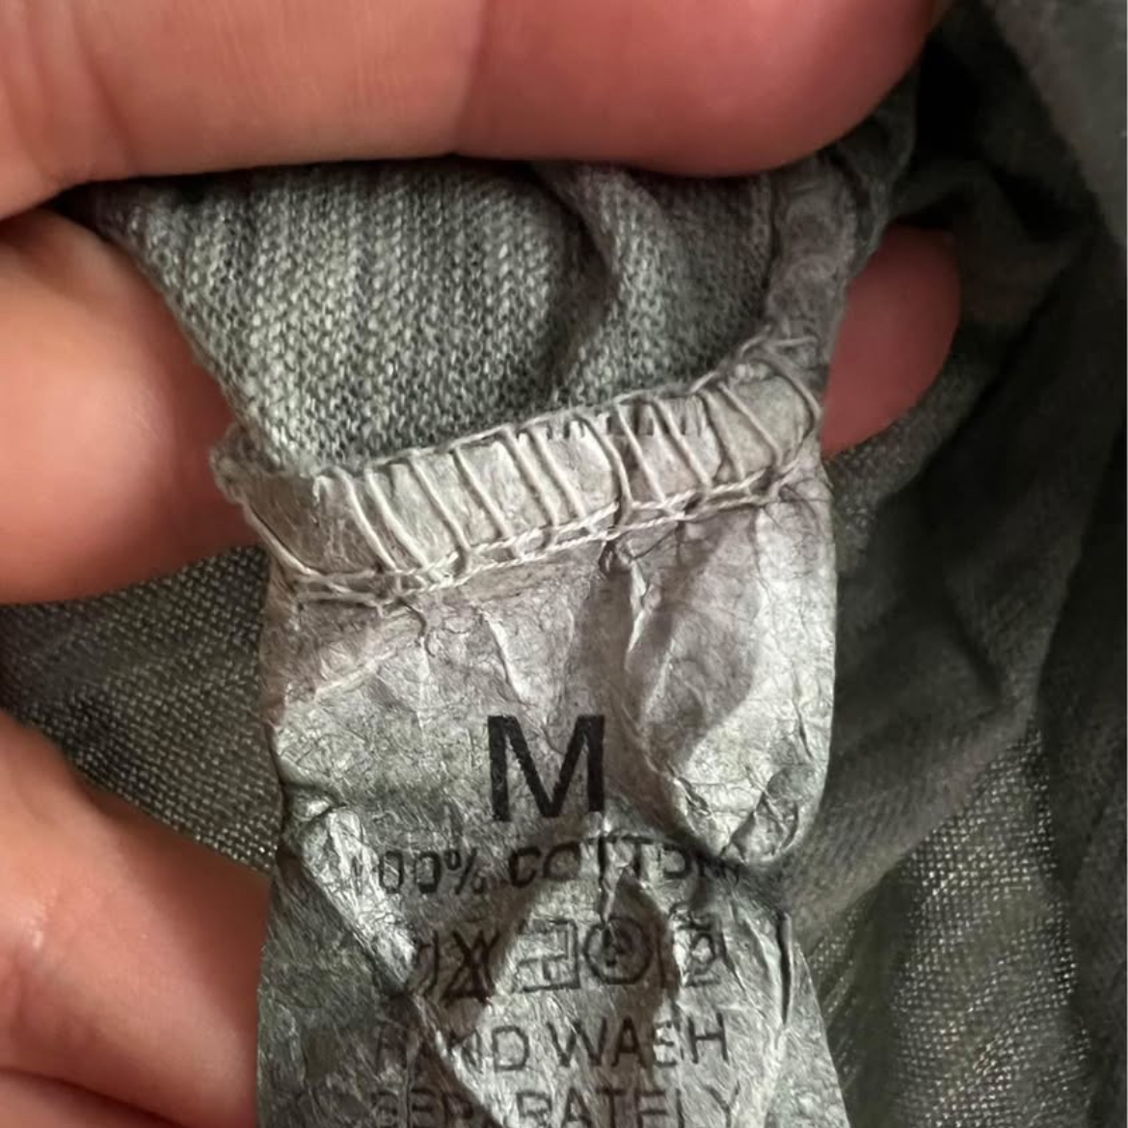 M
100% COTTON
HAND WASH
SEPARATELY